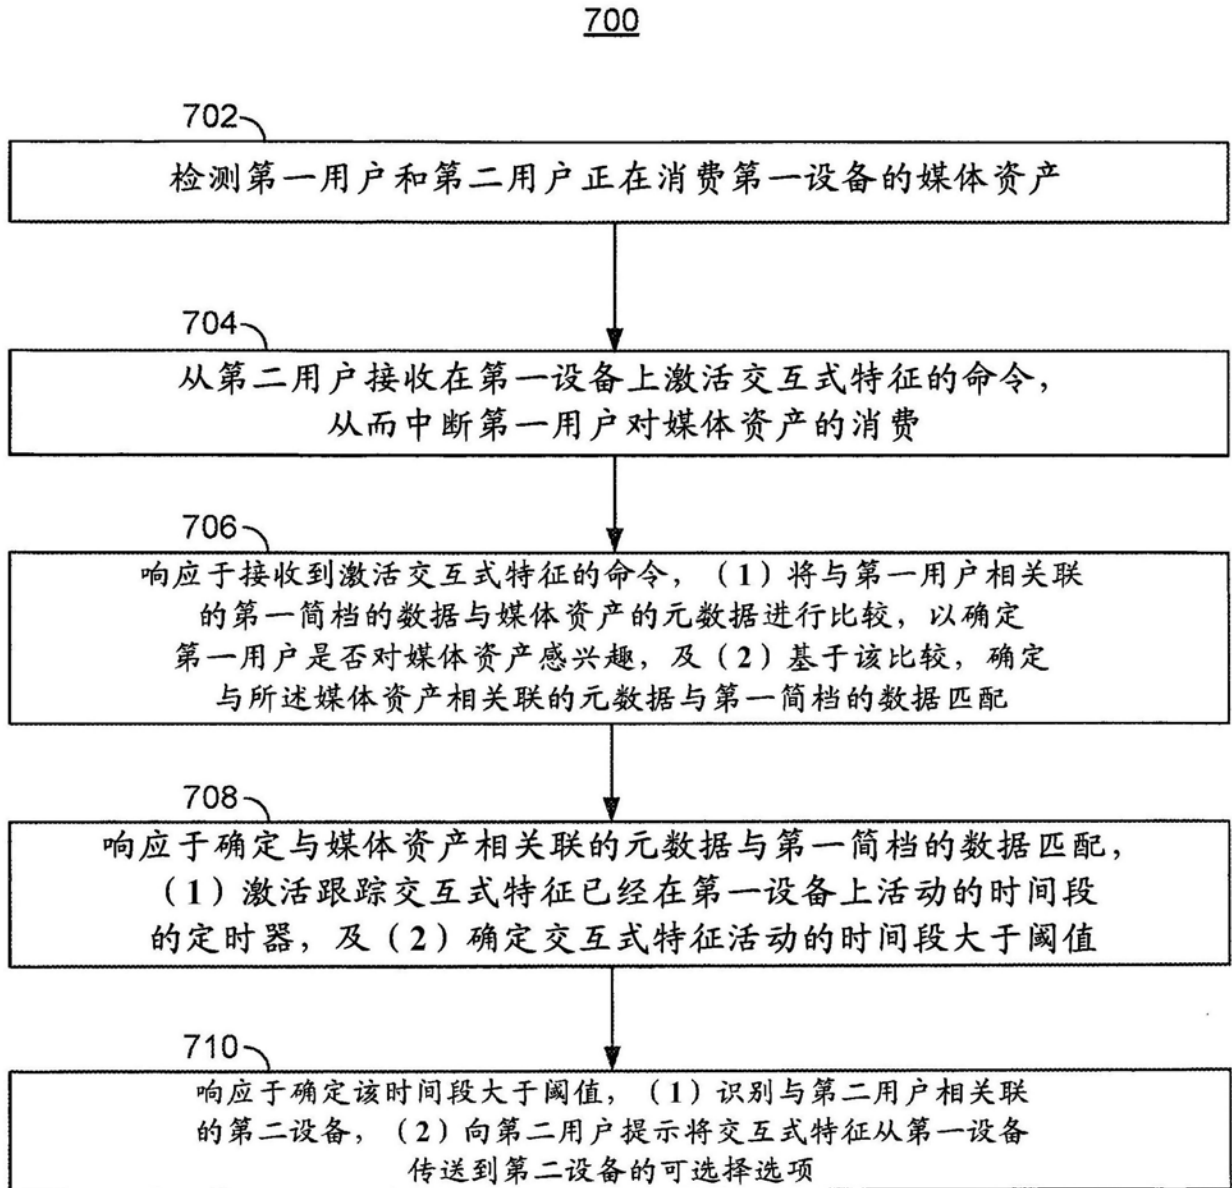 700
702
检测第一用户和第二用户正在消费第一设备的媒体资产
704
从第二用户接收在第一设备上激活交互式特征的命令，
从而中断第一用户对媒体资产的消费
706
响应于接收到激活交互式特征的命令，（1）将与第一用户相关联
的第一简档的数据与媒体资产的元数据进行比较，以确定
第一用户是否对媒体资产感兴趣，及（2）基于该比较，确定
与所述媒体资产相关联的元数据与第一简档的数据匹配
708
响应于确定与媒体资产相关联的元数据与第一简档的数据匹配，
（1）激活跟踪交互式特征已经在第一设备上活动的时间段
的定时器，及（2）确定交互式特征活动的时间段大于阈值
710
响应于确定该时间段大于阈值，（1）识别与第二用户相关联
的第二设备，（2）向第二用户提示将交互式特征从第一设备
传送到第二设备的可选择选项